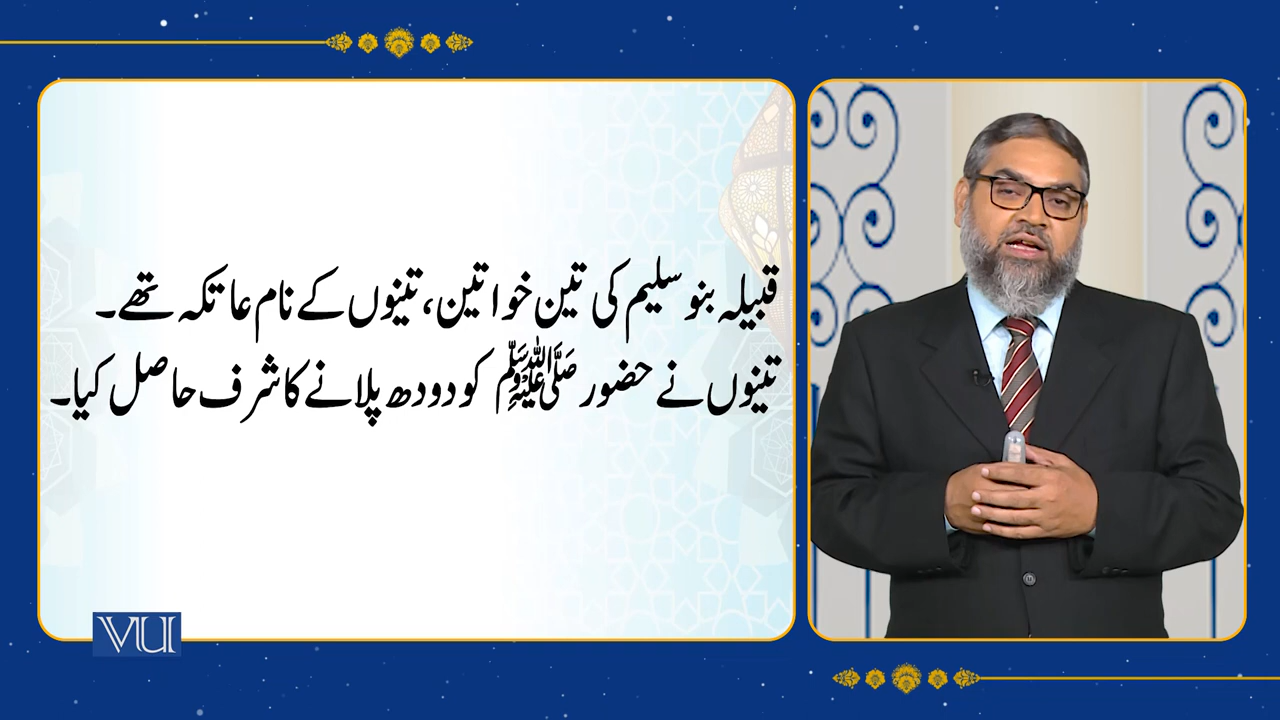 قبیلہ بنو سلیم کی تین خواتین، تینوں کے نام عاتکہ تھے۔
تینوں نے حضور ﷺ کو دودھ پلانے کا شرف حاصل کیا۔
VU